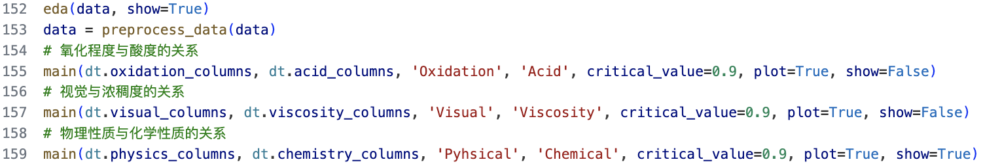 152 eda(data, show=True)
153 data = preprocess_data(data)
154 # 氧化程度与酸度的关系
155 main(dt.oxidation_columns, dt.acid_columns, 'Oxidation', 'Acid', critical_value=0.9, plot=True, show=False)
156 # 视觉与浓稠度的关系
157 main(dt.visual_columns, dt.viscosity_columns, 'Visual', 'Viscosity', critical_value=0.9, plot=True, show=False)
158 # 物理性质与化学性质的关系
159 main(dt.physics_columns, dt.chemistry_columns, 'Pyhsical', 'Chemical', critical_value=0.9, plot=True, show=True)